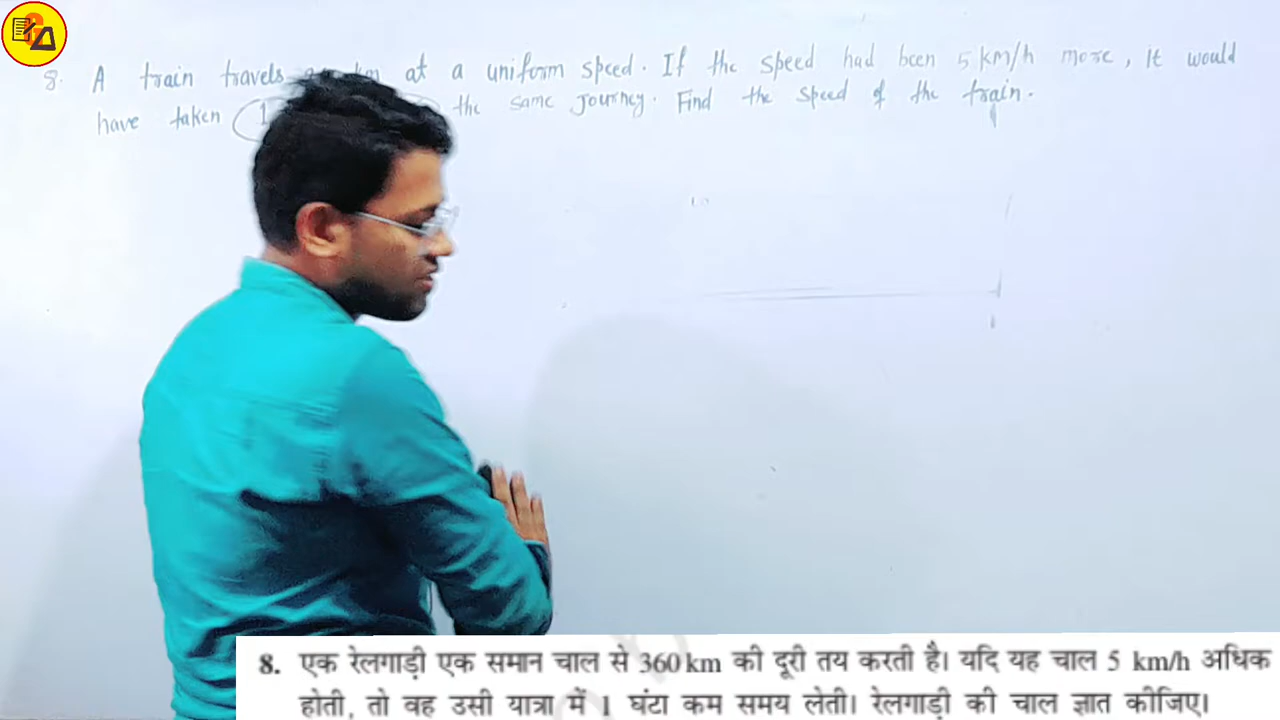 8. A train travels km at a uniform speed. If the speed had been 5 km/h more, it would
have taken 1 the same journey. Find the speed of the train.
8. एक रेलगाड़ी एक समान चाल से 360 km की दूरी तय करती है। यदि यह चाल 5 km/h अधिक
होती, तो वह उसी यात्रा में 1 घंटा कम समय लेती। रेलगाड़ी की चाल ज्ञात कीजिए।